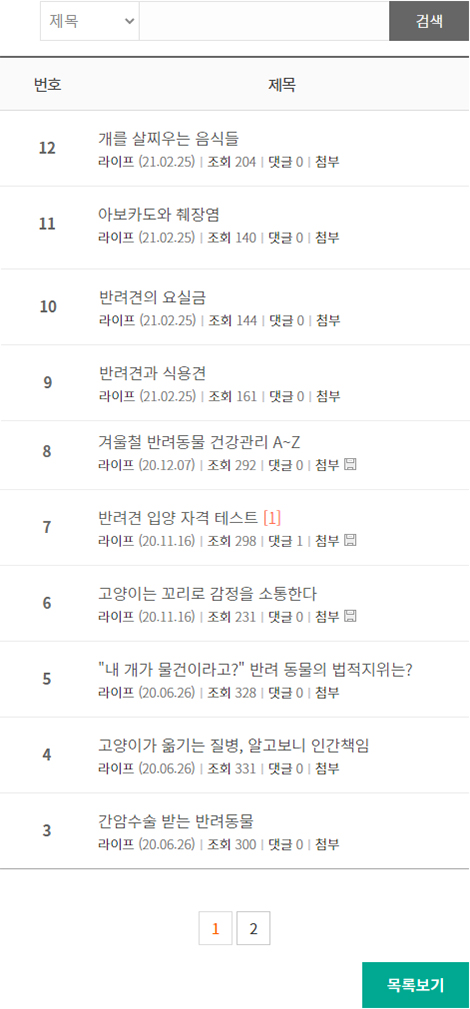 제목 검색
번호 제목
12 개를 살찌우는 음식들
라이프 (21.02.25) | 조회 204 | 댓글 0 | 첨부
11 아보카도와 췌장염
라이프 (21.02.25) | 조회 140 | 댓글 0 | 첨부
10 반려견의 요실금
라이프 (21.02.25) | 조회 144 | 댓글 0 | 첨부
9 반려견과 식용견
라이프 (21.02.25) | 조회 161 | 댓글 0 | 첨부
8 겨울철 반려동물 건강관리 A~Z
라이프 (20.12.07) | 조회 292 | 댓글 0 | 첨부
7 반려견 입양 자격 테스트 [1]
라이프 (20.11.16) | 조회 298 | 댓글 1 | 첨부
6 고양이는 꼬리로 감정을 소통한다
라이프 (20.11.16) | 조회 231 | 댓글 0 | 첨부
5 "내 개가 물건이라고?" 반려 동물의 법적지위는?
라이프 (20.06.26) | 조회 328 | 댓글 0 | 첨부
4 고양이가 옮기는 질병, 알고보니 인간책임
라이프 (20.06.26) | 조회 331 | 댓글 0 | 첨부
3 간암수술 받는 반려동물
라이프 (20.06.26) | 조회 300 | 댓글 0 | 첨부
1 2
목록보기